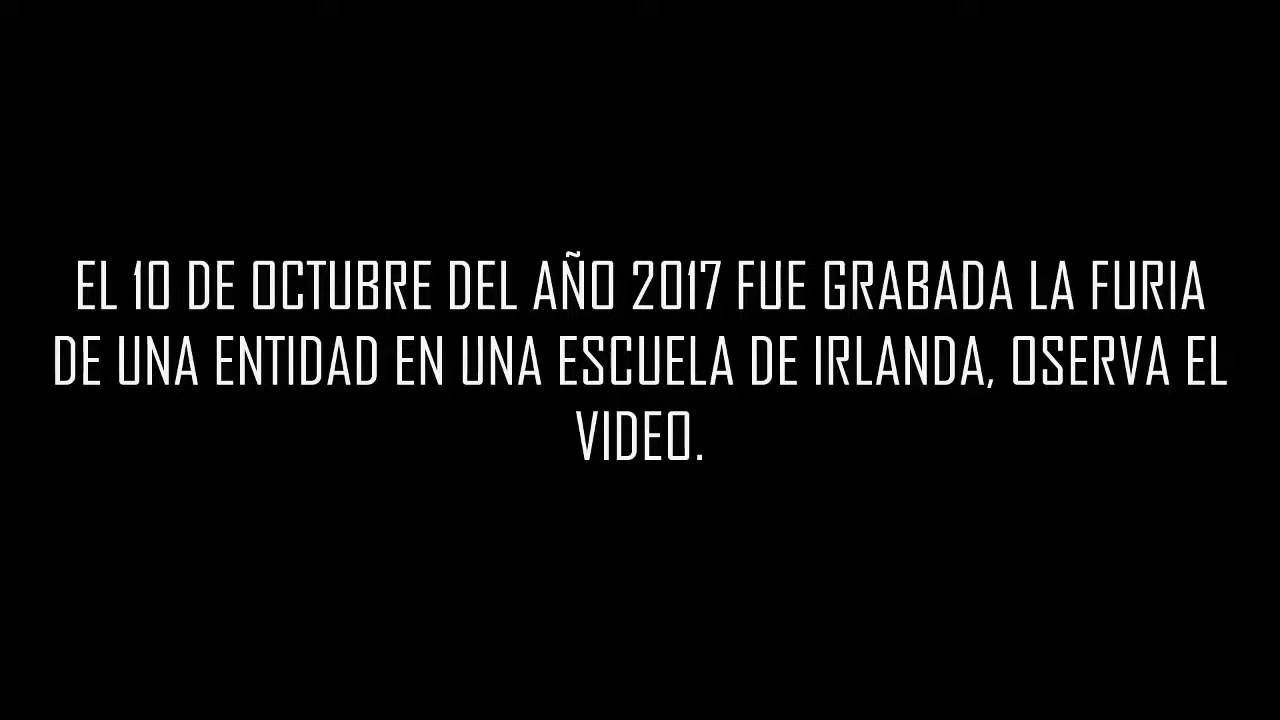 EL 10 DE OCTUBRE DEL AÑO 2017 FUE GRABADA LA FURIA
DE UNA ENTIDAD EN UNA ESCUELA DE IRLANDA, OSERVA EL
VIDEO.